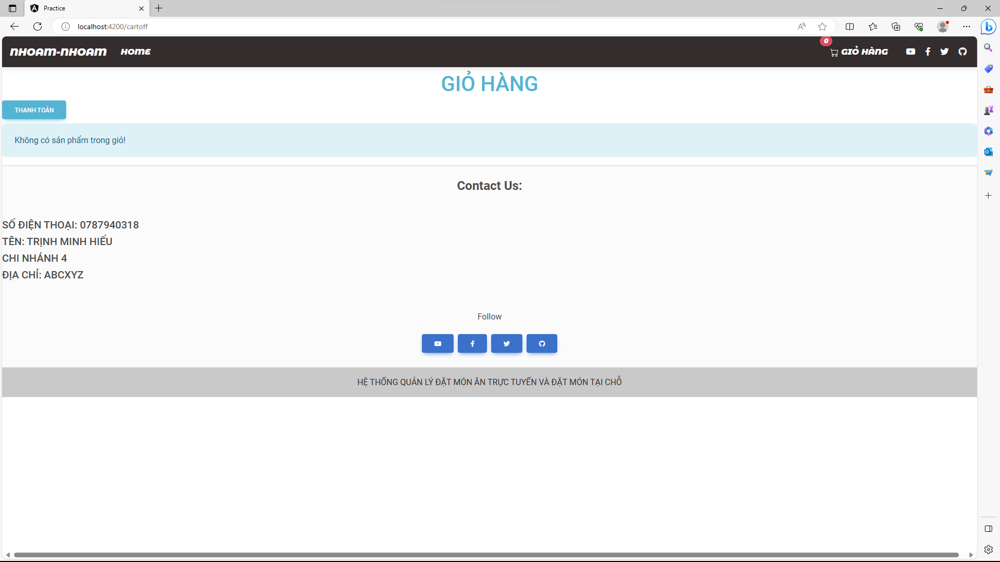 Practice
localhost:4200/cartoff
NHOAM-NHOAM
HOME
0
GIỎ HÀNG
GIỎ HÀNG
THANH TOÁN
Không có sản phẩm trong giỏ!
Contact Us:
SỐ ĐIỆN THOẠI: 0787940318
TÊN: TRỊNH MINH HIẾU
CHI NHÁNH 4
ĐỊA CHỈ: ABCXYZ
Follow
HỆ THỐNG QUẢN LÝ ĐẶT MÓN ĂN TRỰC TUYẾN VÀ ĐẶT MÓN TẠI CHỖ